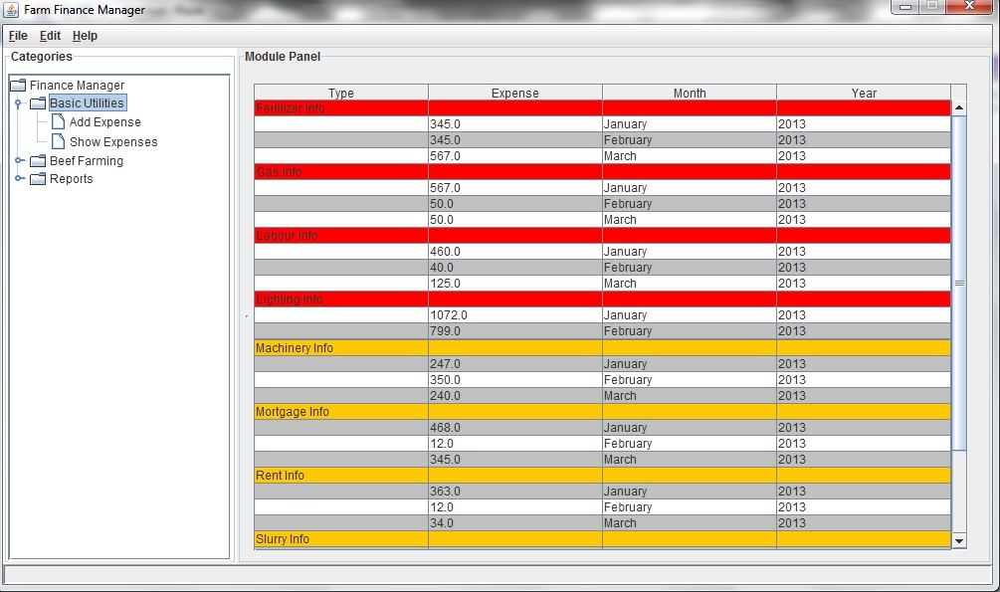 Farm Finance Manager
File Edit Help
Categories
Finance Manager
Basic Utilities
Add Expense
Show Expenses
Beef Farming
Reports
Module Panel
Type Expense Month Year
Fertilizer Info
345.0 January 2013
345.0 February 2013
567.0 March 2013
Gas Info
567.0 January 2013
50.0 February 2013
50.0 March 2013
Labour Info
460.0 January 2013
40.0 February 2013
125.0 March 2013
Lighting Info
1072.0 January 2013
799.0 February 2013
Machinery Info
247.0 January 2013
350.0 February 2013
240.0 March 2013
Mortgage Info
468.0 January 2013
12.0 February 2013
345.0 March 2013
Rent Info
363.0 January 2013
12.0 February 2013
34.0 March 2013
Slurry Info